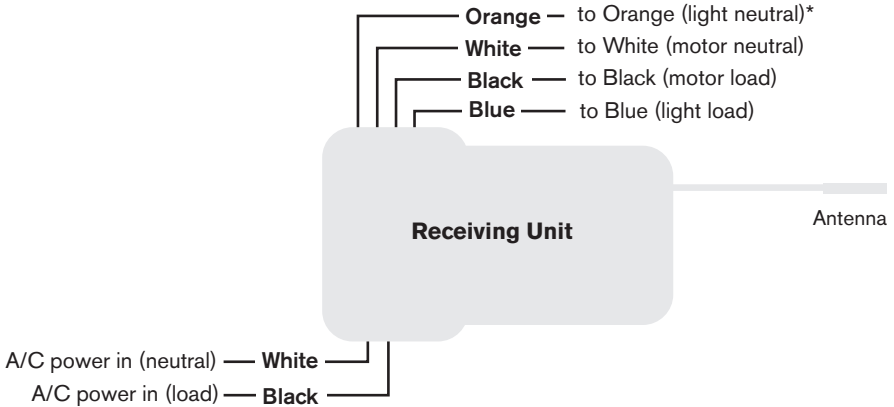 Orange to Orange (light neutral)*
White to White (motor neutral)
Black to Black (motor load)
Blue to Blue (light load)
Antenna
Receiving Unit
A/C power in (neutral) White
A/C power in (load) Black